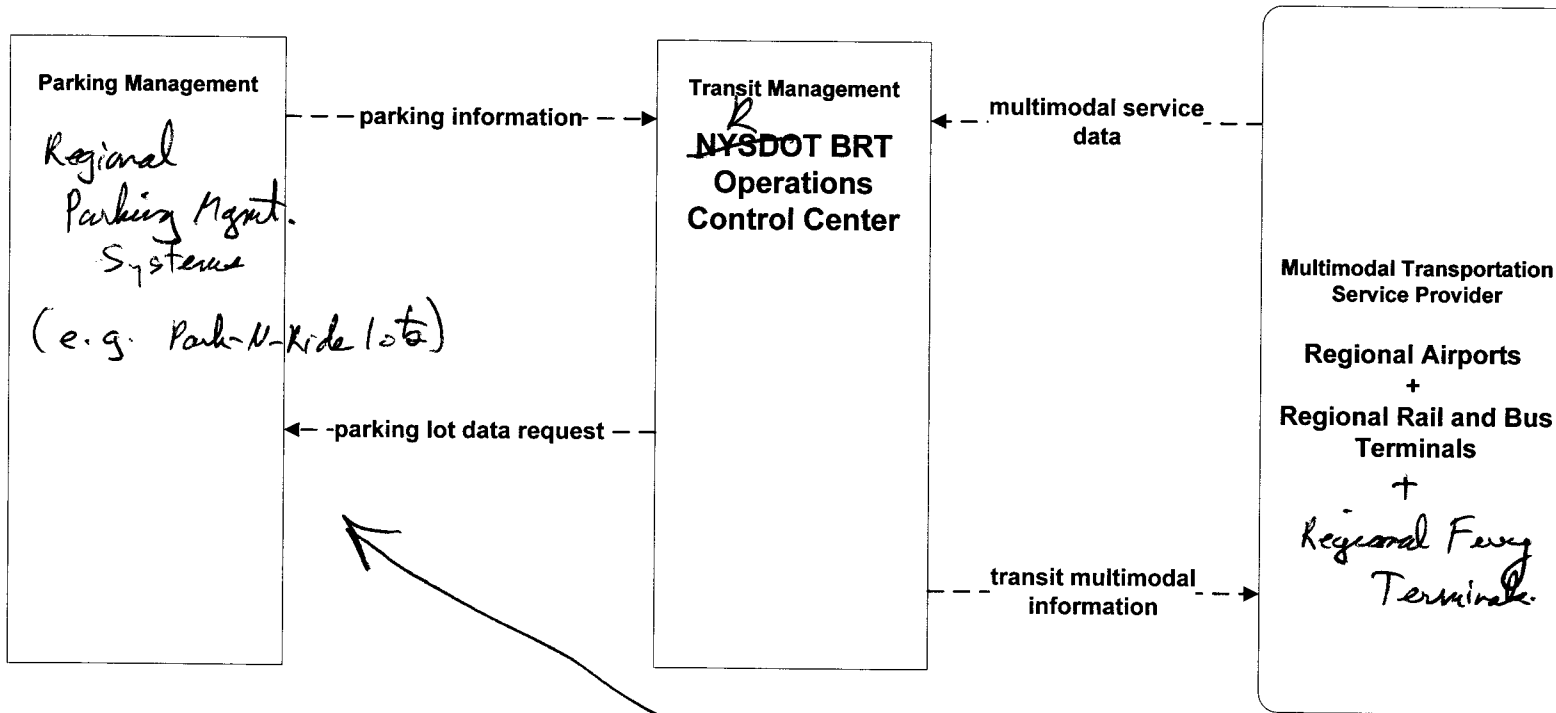 Parking Management
Regional
Parking Mgmt.
Systems
(e.g. Park-N-Ride lots)
parking information
parking lot data request
Transit Management
R
NYSDOT BRT
Operations
Control Center
multimodal service
data
transit multimodal
information
Multimodal Transportation
Service Provider
Regional Airports
+
Regional Rail and Bus
Terminals
+
Regional Ferry
Terminals.